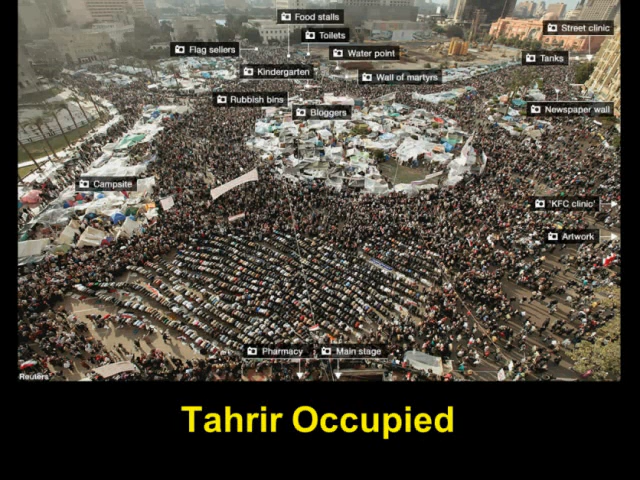 Food stalls
Street clinic
Toilets
Flag sellers
Water point
Tanks
Kindergarten
Wall of martyrs
Rubbish bins
Bloggers
Newspaper wall
Campsite
'KFC clinic'
Artwork
Pharmacy
Main stage
Reuters
Tahrir Occupied